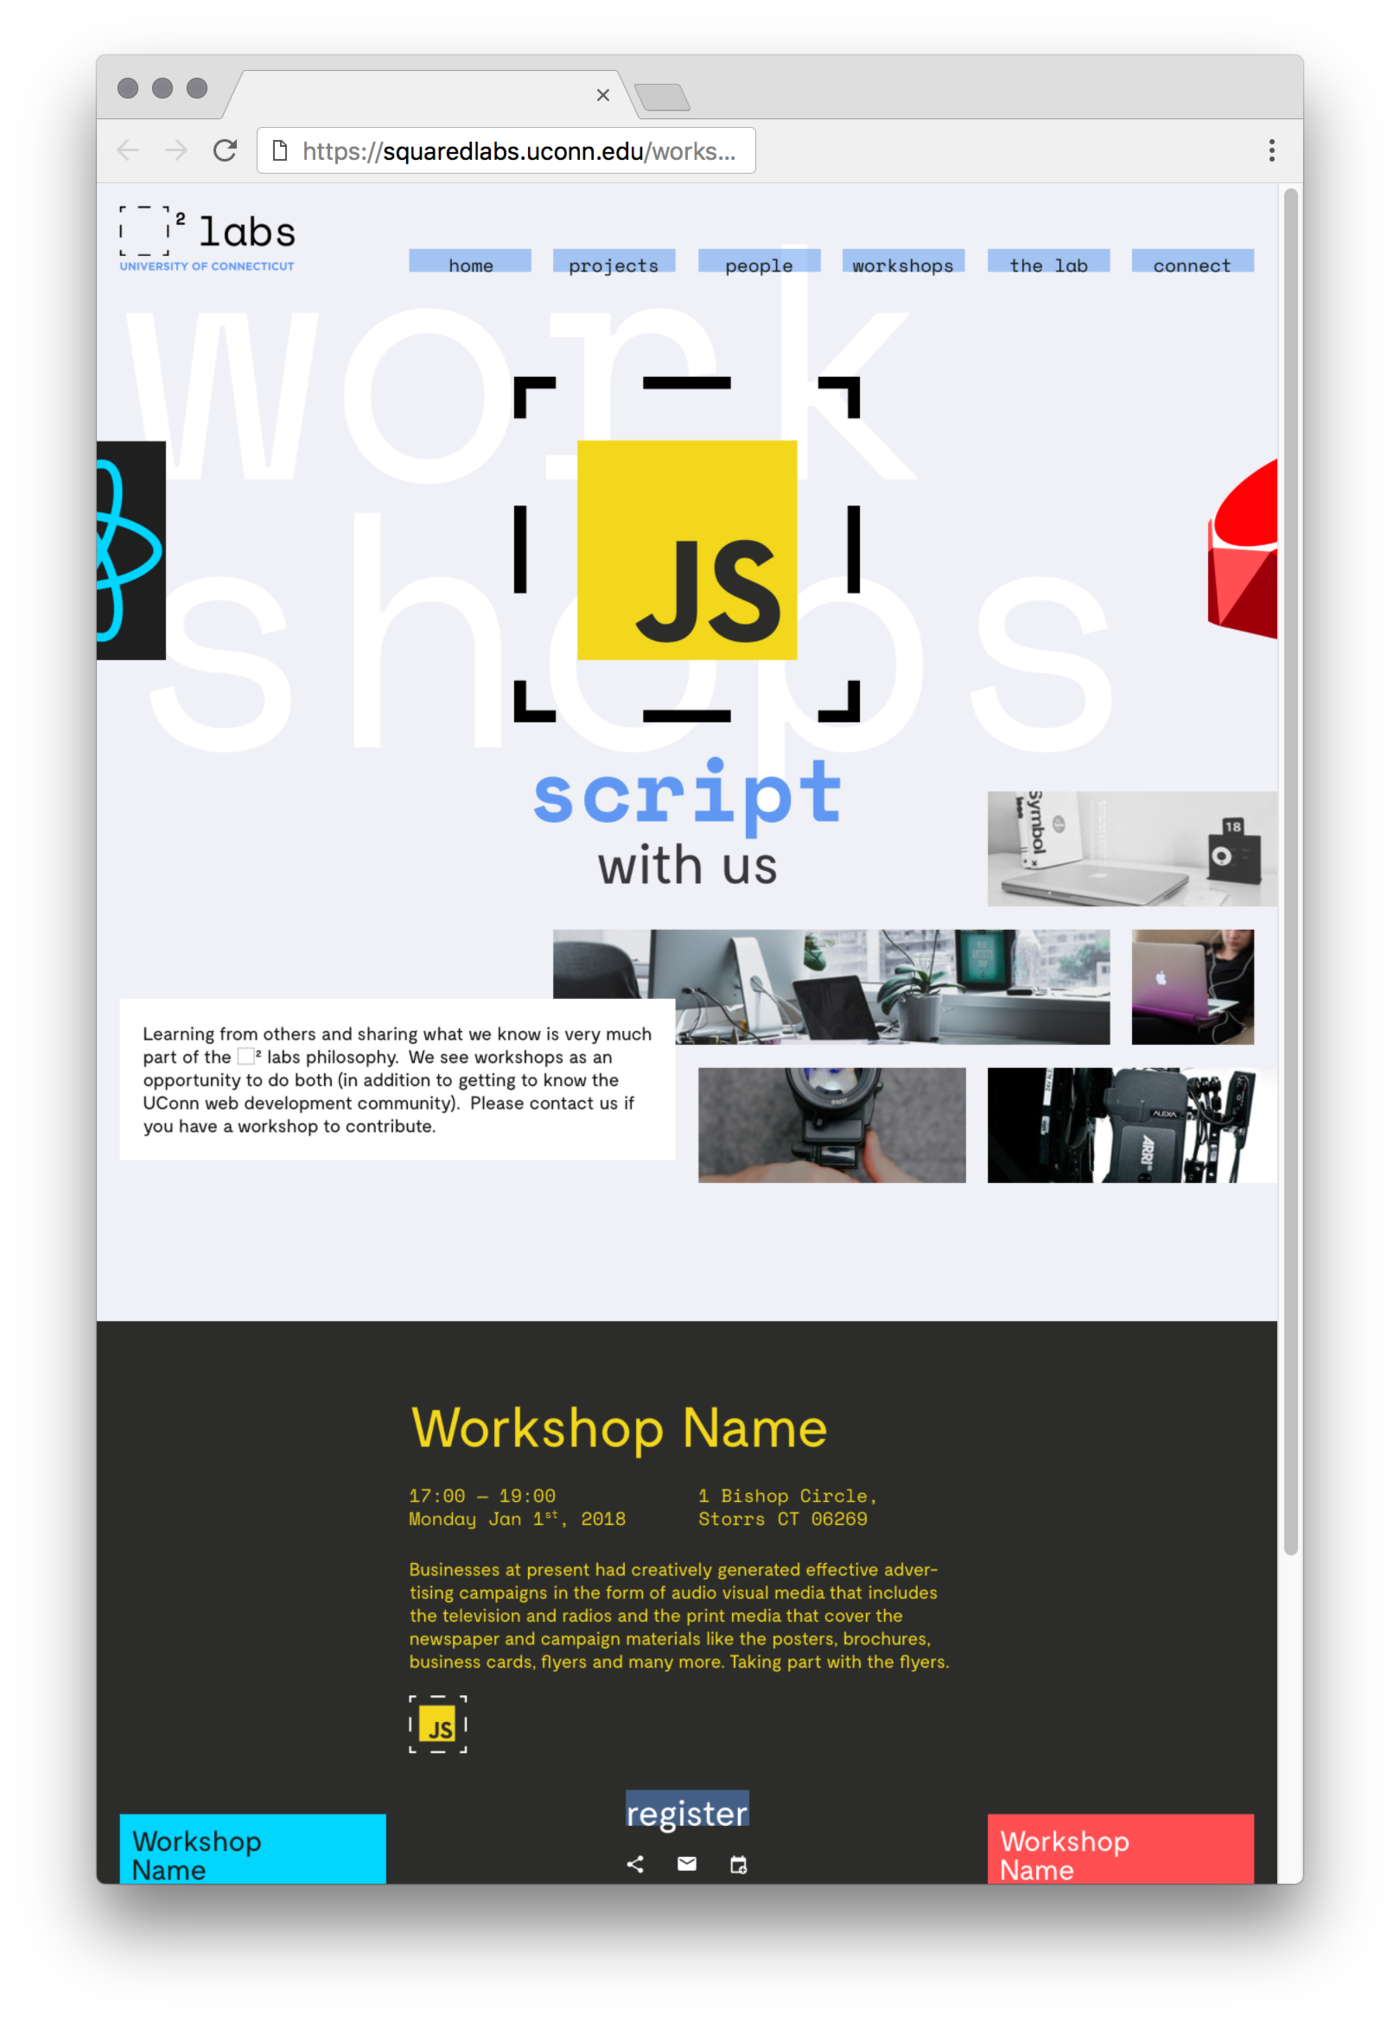 https://squaredlabs.uconn.edu/works...
² labs
UNIVERSITY OF CONNECTICUT
home projects people workshops the lab connect
work
shops
JS
script
with us
Symbol
18
Learning from others and sharing what we know is very much
part of the ² labs philosophy. We see workshops as an
opportunity to do both (in addition to getting to know the
UConn web development community). Please contact us if
you have a workshop to contribute.
ALEXA
ARRI
Workshop Name
17:00 – 19:00
Monday Jan 1st, 2018
1 Bishop Circle,
Storrs CT 06269
Businesses at present had creatively generated effective adver-
tising campaigns in the form of audio visual media that includes
the television and radios and the print media that cover the
newspaper and campaign materials like the posters, brochures,
business cards, flyers and many more. Taking part with the flyers.
JS
register
Workshop
Name
Workshop
Name